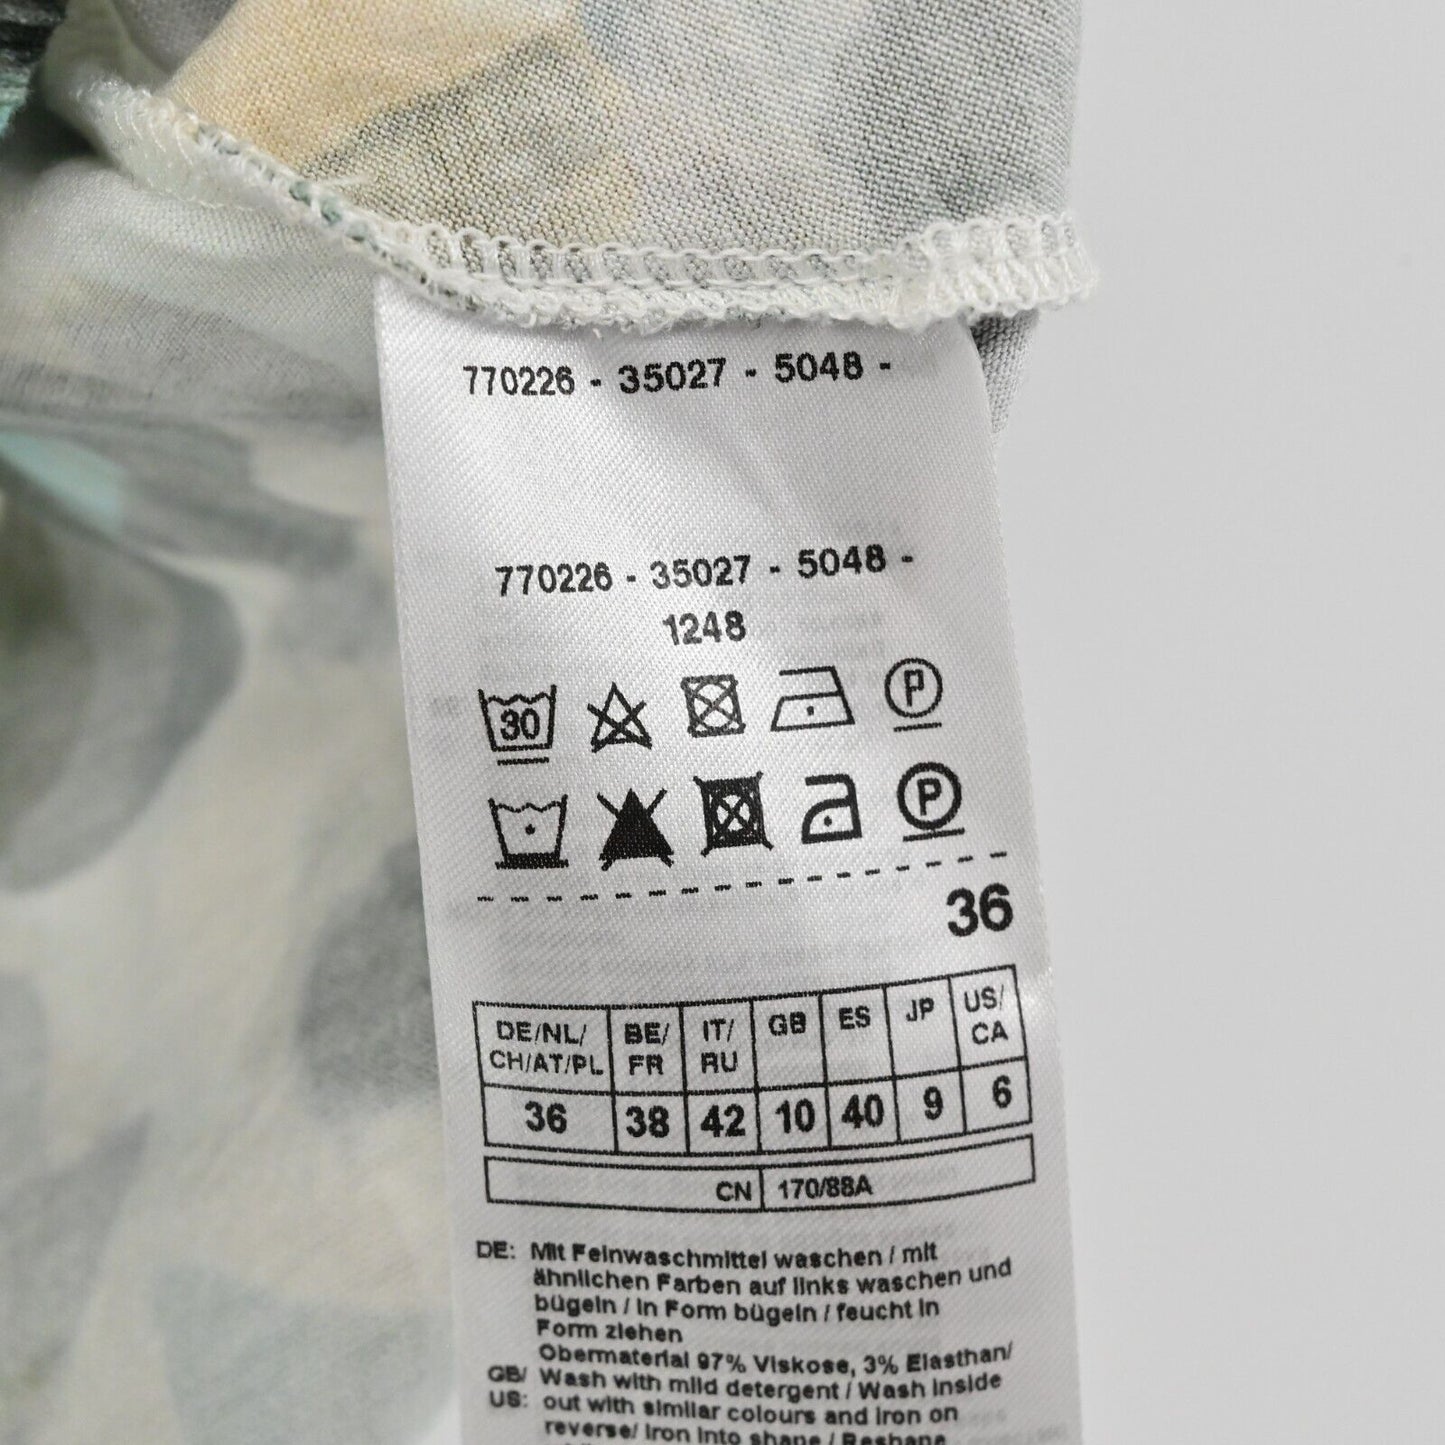 770226 - 35027 - 5048 -
770226 - 35027 - 5048 -
1248
30 P
P
36
DE/NL/ CH/AT/PL BE/ FR IT/ RU GB ES JP US/ CA
36 38 42 10 40 9 6
CN 170/88A
DE: Mit Feinwaschmittel waschen / mit
ähnlichen Farben auf links waschen und
bügeln / in Form bügeln / feucht in
Form ziehen
Obermaterial 97% Viskose, 3% Elasthan/
GB/ Wash with mild detergent / Wash inside
US: out with similar colours and iron on
reverse/ Iron into shape / Reshape